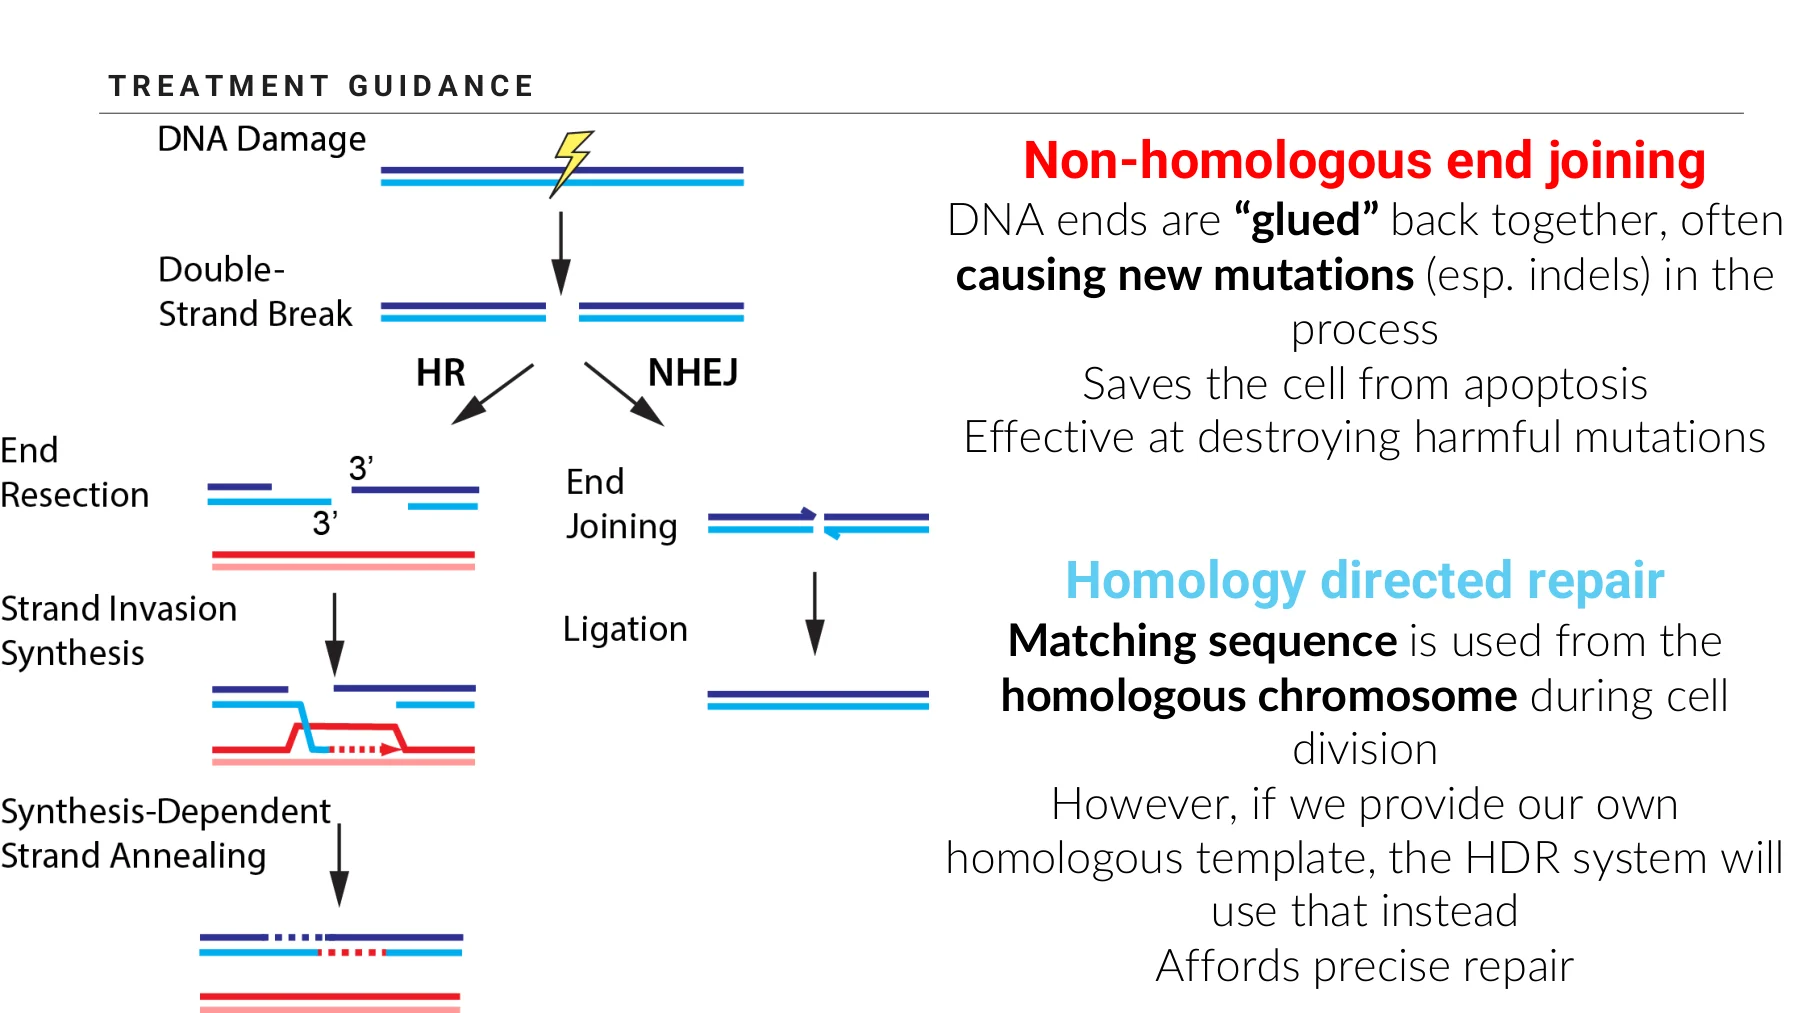 TREATMENT GUIDANCE
DNA Damage
Double-
Strand Break
HR
NHEJ
End
Resection
3’
3’
Strand Invasion
Synthesis
Synthesis-Dependent
Strand Annealing
End
Joining
Ligation
Non-homologous end joining
DNA ends are “glued” back together, often
causing new mutations (esp. indels) in the
process
Saves the cell from apoptosis
Effective at destroying harmful mutations
Homology directed repair
Matching sequence is used from the
homologous chromosome during cell
division
However, if we provide our own
homologous template, the HDR system will
use that instead
Affords precise repair